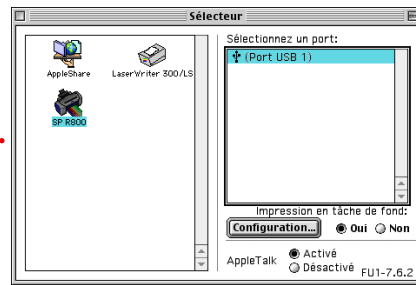 Sélecteur
AppleShare
LaserWriter 300/LS
SP R800
Sélectionnez un port:
(Port USB 1)
Impression en tâche de fond:
Configuration... Oui Non
AppleTalk
Activé
Désactivé
FU1-7.6.2